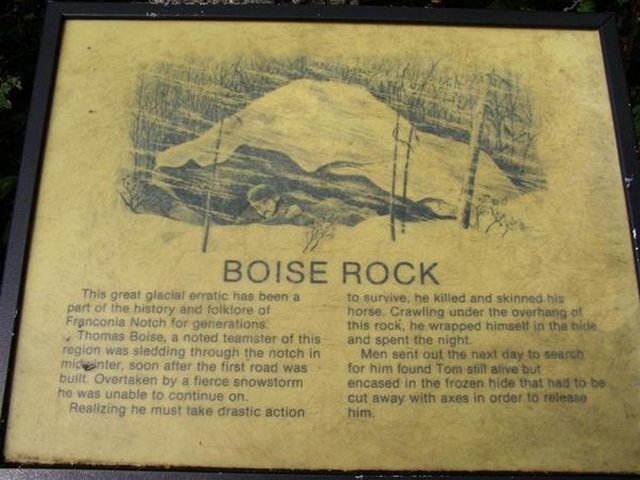 BOISE ROCK
This great glacial erratic has been a
part of the history and folklore of
Franconia Notch for generations.
Thomas Boise, a noted teamster of this
region was sledding through the notch in
midwinter, soon after the first road was
built. Overtaken by a fierce snowstorm
he was unable to continue on.
Realizing he must take drastic action
to survive, he killed and skinned his
horse. Crawling under the overhang of
this rock, he wrapped himself in the hide
and spent the night.
Men sent out the next day to search
for him found Tom still alive but
encased in the frozen hide that had to be
cut away with axes in order to release
him.